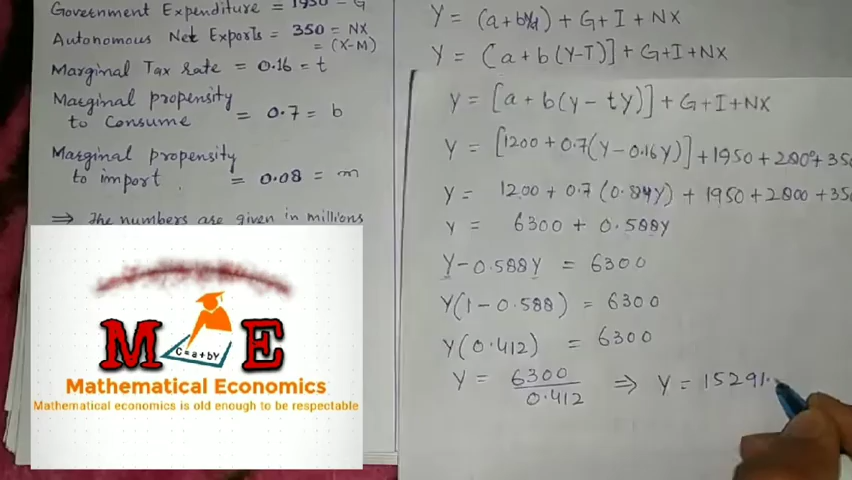 Government Expenditure = 1950 = G
Autonomous Net Exports = 350 = NX
= (X-M)
Marginal Tax rate = 0.16 = t
Marginal propensity
to Consume = 0.7 = b
Marginal propensity
to import = 0.08 = m
⇒ The numbers are given in millions
M E
C=a+bY
Mathematical Economics
Mathematical economics is old enough to be respectable
Y = (a+bYd) + G+I + NX
Y = (a+b(Y-T)] + G+I+NX
Y = [a+b(Y-tY)] + G+I+NX
Y = [1200 + 0.7(Y-0.16Y)] + 1950 + 2800 + 350
Y = 1200 + 0.7 (0.84Y) + 1950 + 2800 + 350
Y = 6300 + 0.588Y
Y-0.588Y = 6300
Y(1-0.588) = 6300
Y(0.412) = 6300
Y = 6300 / 0.412 ⇒ Y = 15291.